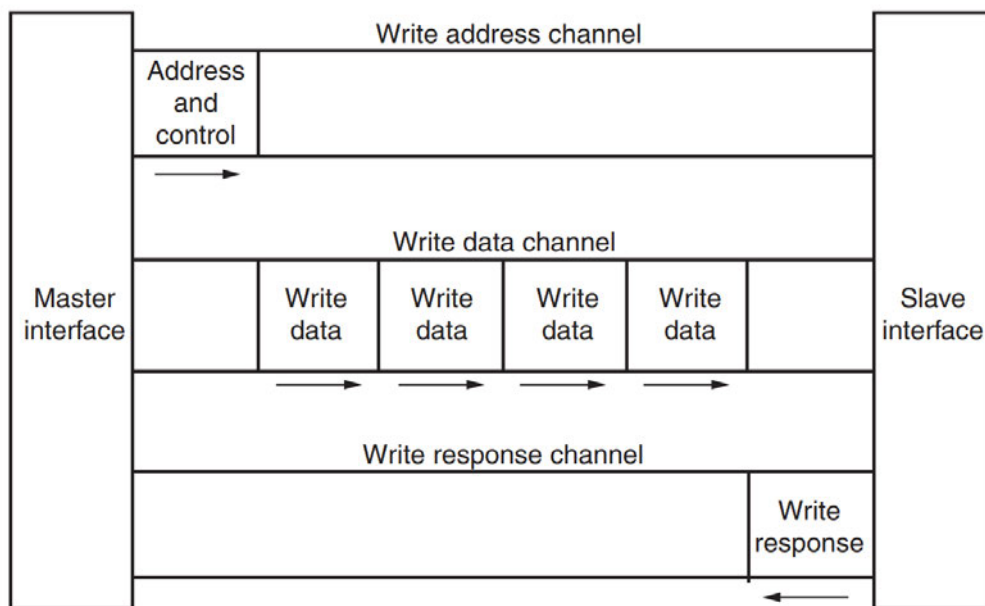 Write address channel
Address
and
control
Write data channel
Master
interface
Write
data
Write
data
Write
data
Write
data
Slave
interface
Write response channel
Write
response